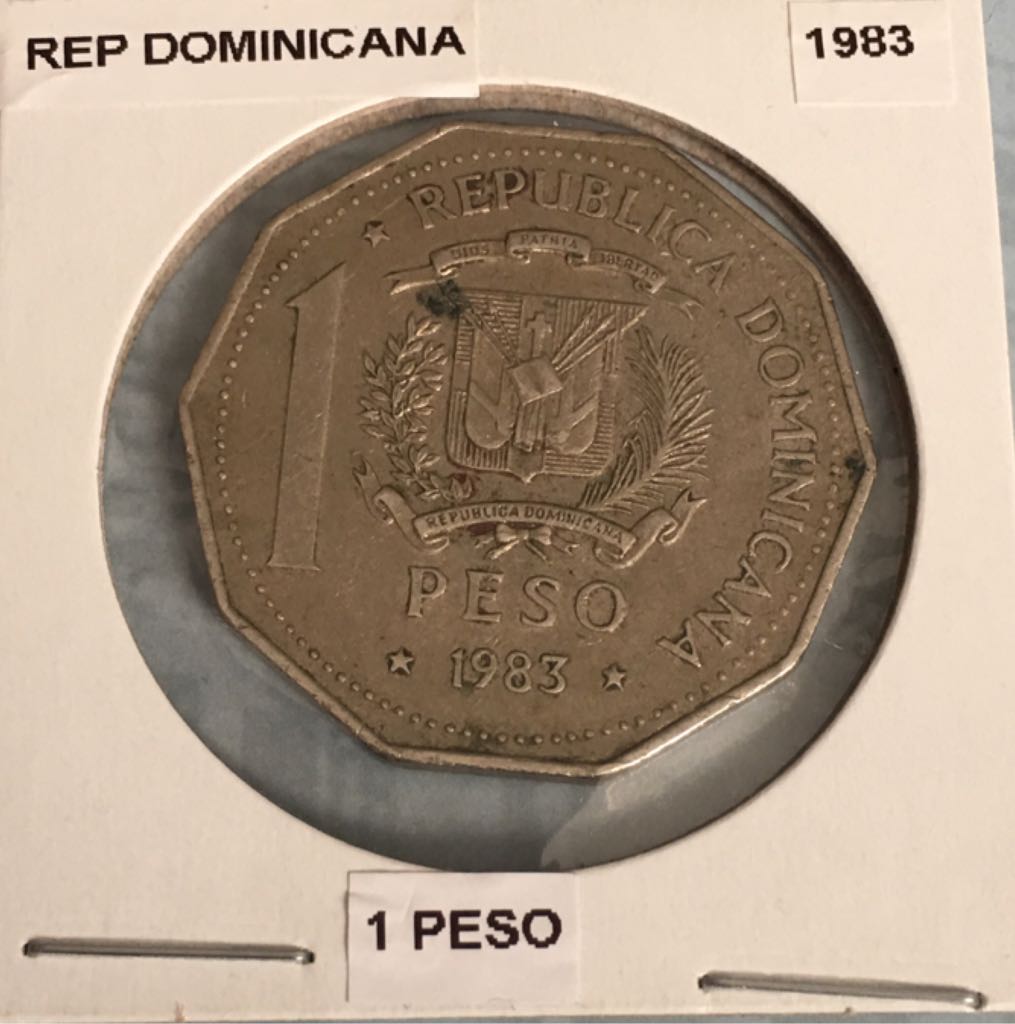 REP DOMINICANA
1983
REPUBLICA DOMINICANA
DIOS PATRIA LIBERTAD
1
REPUBLICA DOMINICANA
PESO
1983
1 PESO